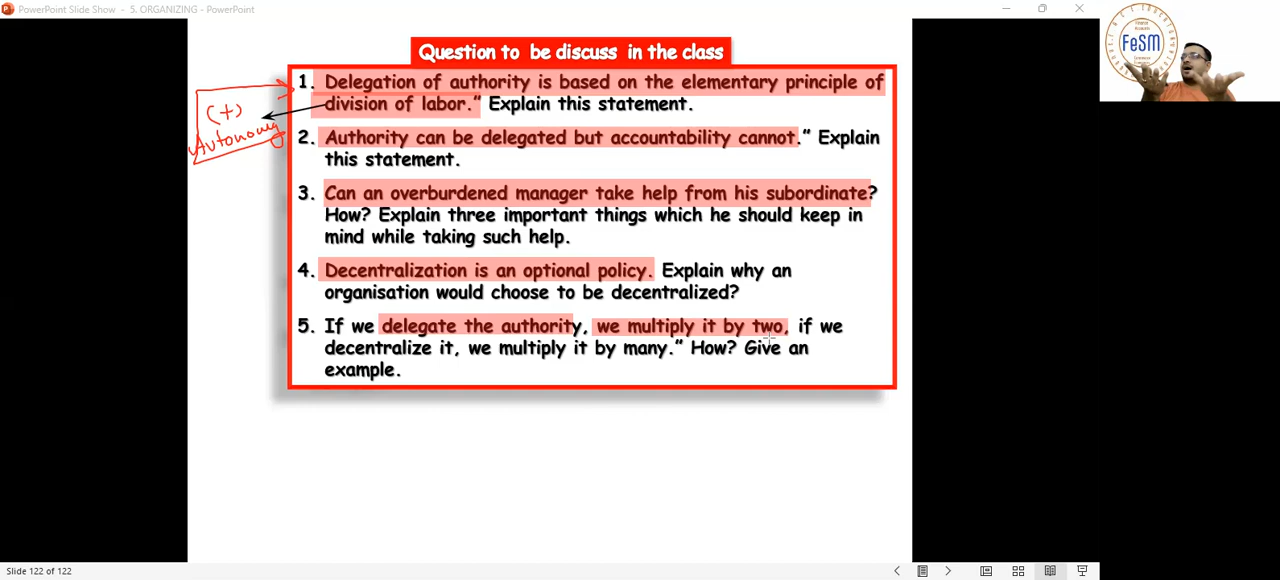 PowerPoint Slide Show - 5. ORGANIZING - PowerPoint
Question to be discuss in the class
1. Delegation of authority is based on the elementary principle of
division of labor.” Explain this statement.
(+)
Autonomy
2. Authority can be delegated but accountability cannot.” Explain
this statement.
3. Can an overburdened manager take help from his subordinate?
How? Explain three important things which he should keep in
mind while taking such help.
4. Decentralization is an optional policy. Explain why an
organisation would choose to be decentralized?
5. If we delegate the authority, we multiply it by two, if we
decentralize it, we multiply it by many.” How? Give an
example.
FeSM
Slide 122 of 122